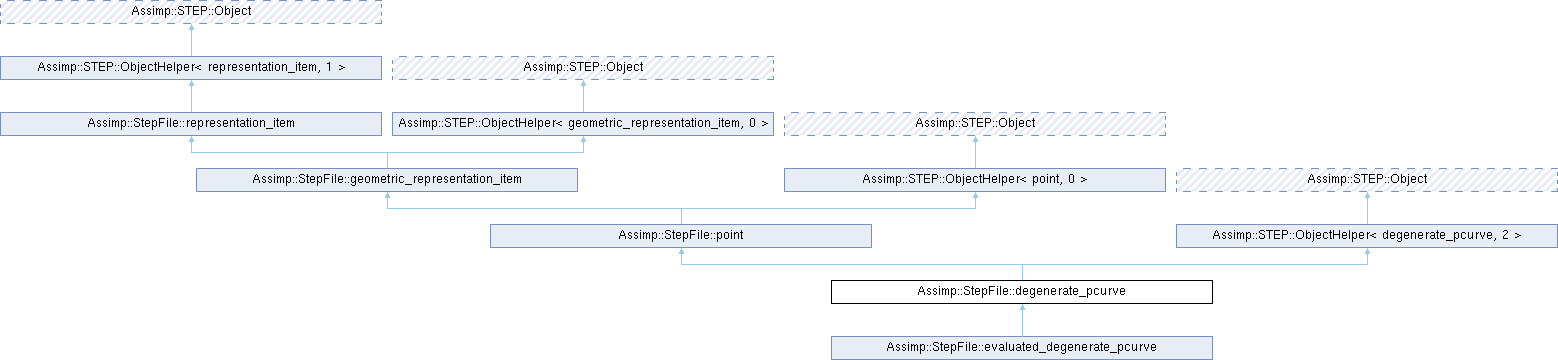 Assimp::STEP::Object
Assimp::STEP::ObjectHelper< representation_item, 1 >
Assimp::STEP::Object
Assimp::StepFile::representation_item
Assimp::STEP::ObjectHelper< geometric_representation_item, 0 >
Assimp::STEP::Object
Assimp::StepFile::geometric_representation_item
Assimp::STEP::ObjectHelper< point, 0 >
Assimp::STEP::Object
Assimp::StepFile::point
Assimp::STEP::ObjectHelper< degenerate_pcurve, 2 >
Assimp::StepFile::degenerate_pcurve
Assimp::StepFile::evaluated_degenerate_pcurve